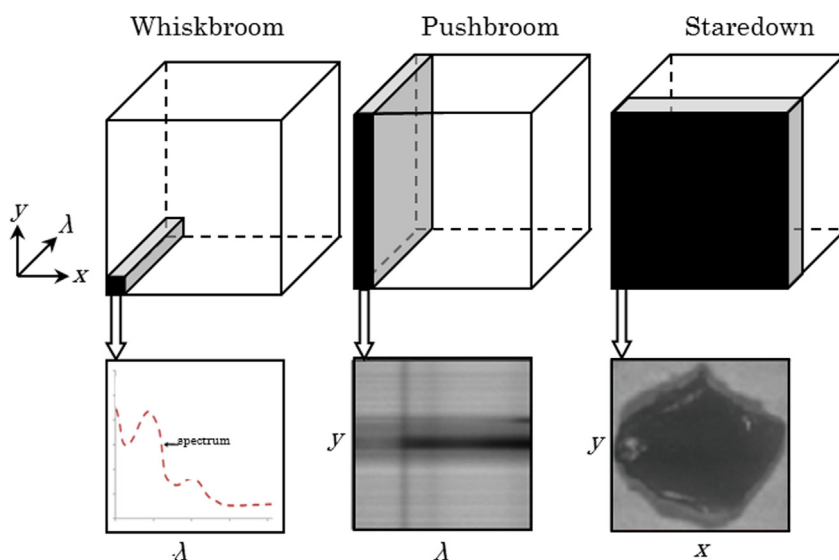 Whiskbroom
Pushbroom
Staredown
y
λ
x
spectrum
λ
y
λ
y
x